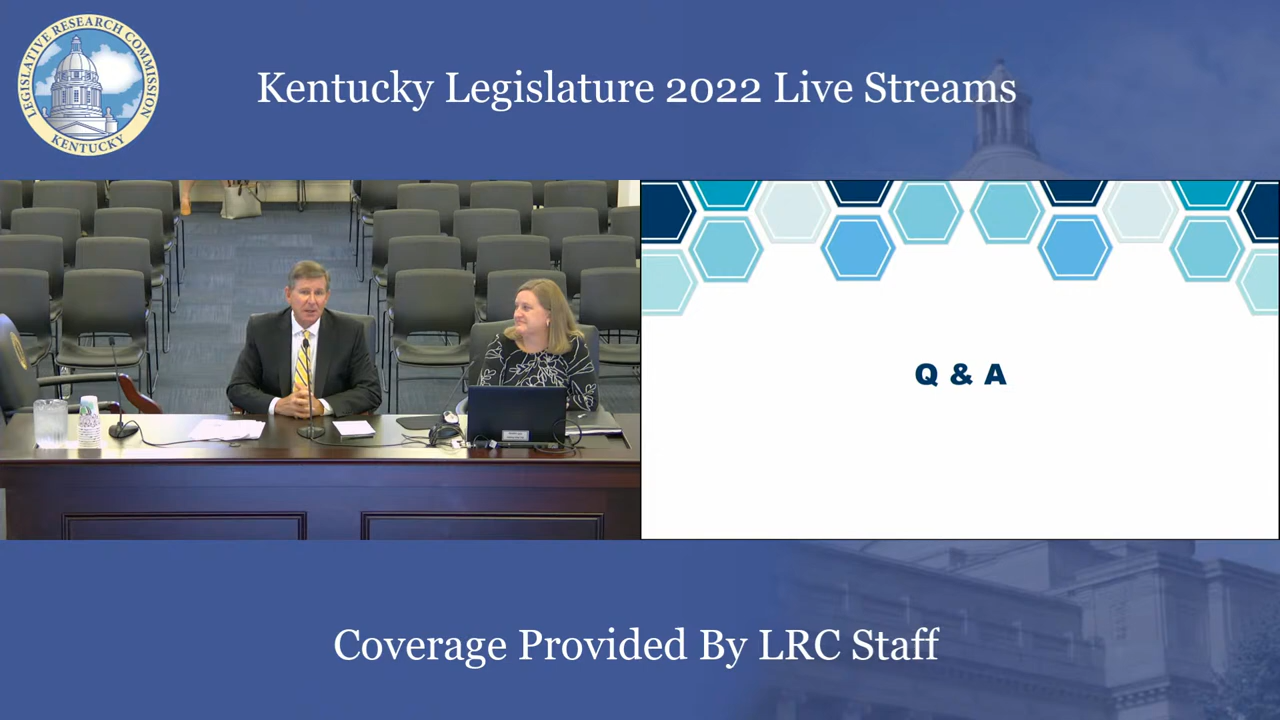 LEGISLATIVE RESEARCH COMMISSION
KENTUCKY
Kentucky Legislature 2022 Live Streams
Q & A
Coverage Provided By LRC Staff